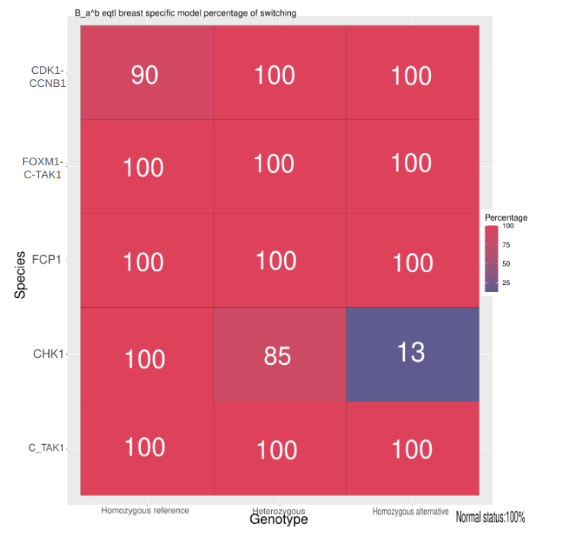 B_a^b eqtl breast specific model percentage of switching
CDK1-
CCNB1
90
100
100
FOXM1-
C-TAK1
100
100
100
FCP1
100
100
100
CHK1
100
85
13
C_TAK1
100
100
100
Species
Percentage
100
75
50
25
Homozygous reference
Heterozygous
Homozygous alternative
Genotype
Normal status:100%